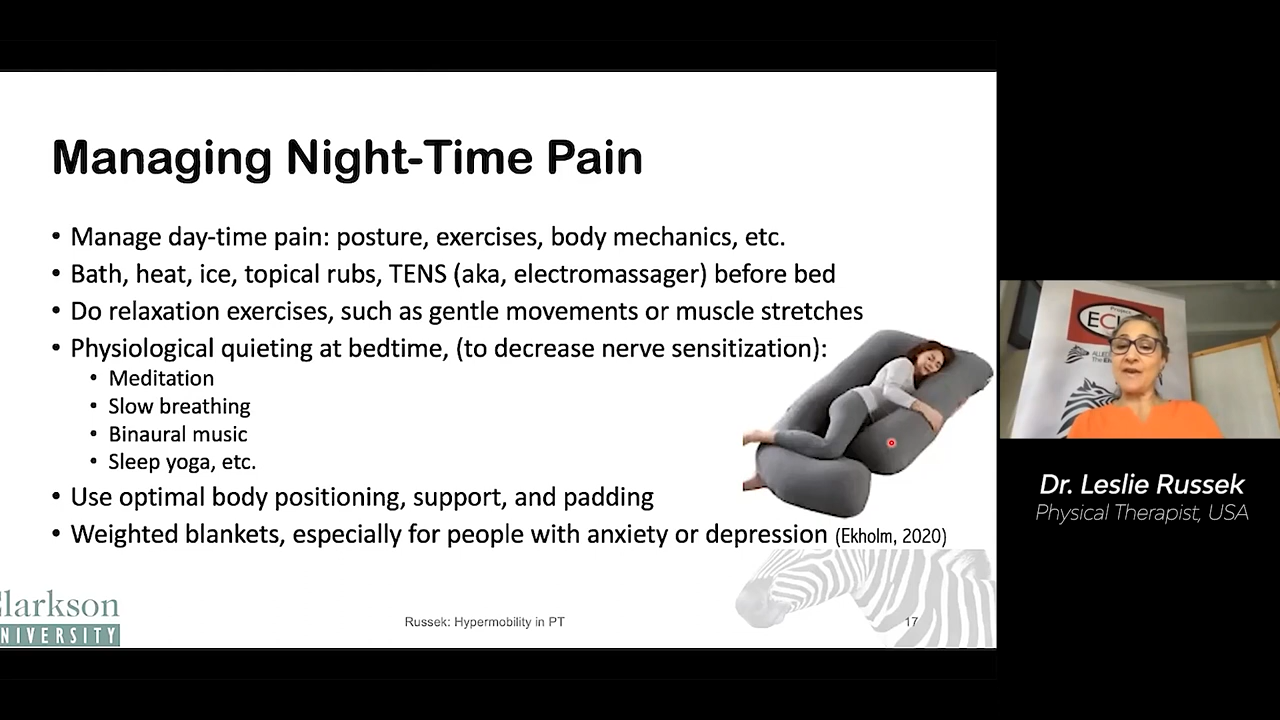 Managing Night-Time Pain
• Manage day-time pain: posture, exercises, body mechanics, etc.
• Bath, heat, ice, topical rubs, TENS (aka, electromassager) before bed
• Do relaxation exercises, such as gentle movements or muscle stretches
• Physiological quieting at bedtime, (to decrease nerve sensitization):
• Meditation
• Slow breathing
• Binaural music
• Sleep yoga, etc.
• Use optimal body positioning, support, and padding
• Weighted blankets, especially for people with anxiety or depression (Ekholm, 2020)
larkson
NIVERSITY
Russek: Hypermobility in PT
17
Project
EC
Dr. Leslie Russek
Physical Therapist, USA